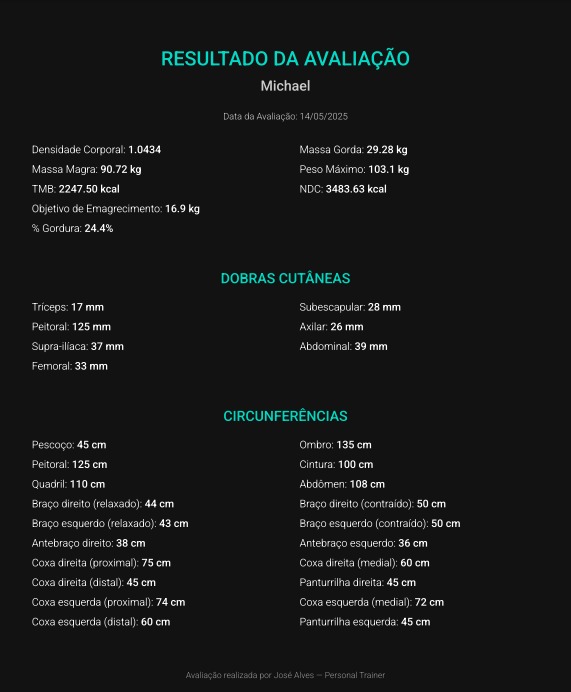 RESULTADO DA AVALIAÇÃO
Michael
Data da Avaliação: 14/05/2025
Densidade Corporal: 1.0434
Massa Gorda: 29.28 kg
Massa Magra: 90.72 kg
Peso Máximo: 103.1 kg
TMB: 2247.50 kcal
NDC: 3483.63 kcal
Objetivo de Emagrecimento: 16.9 kg
% Gordura: 24.4%
DOBRAS CUTÂNEAS
Tríceps: 17 mm
Subescapular: 28 mm
Peitoral: 125 mm
Axilar: 26 mm
Supra-ilíaca: 37 mm
Abdominal: 39 mm
Femoral: 33 mm
CIRCUNFERÊNCIAS
Pescoço: 45 cm
Ombro: 135 cm
Peitoral: 125 cm
Cintura: 100 cm
Quadril: 110 cm
Abdômen: 108 cm
Braço direito (relaxado): 44 cm
Braço direito (contraído): 50 cm
Braço esquerdo (relaxado): 43 cm
Braço esquerdo (contraído): 50 cm
Antebraço direito: 38 cm
Antebraço esquerdo: 36 cm
Coxa direita (proximal): 75 cm
Coxa direita (medial): 60 cm
Coxa direita (distal): 45 cm
Panturrilha direita: 45 cm
Coxa esquerda (proximal): 74 cm
Coxa esquerda (medial): 72 cm
Coxa esquerda (distal): 60 cm
Panturrilha esquerda: 45 cm
Avaliação realizada por José Alves — Personal Trainer